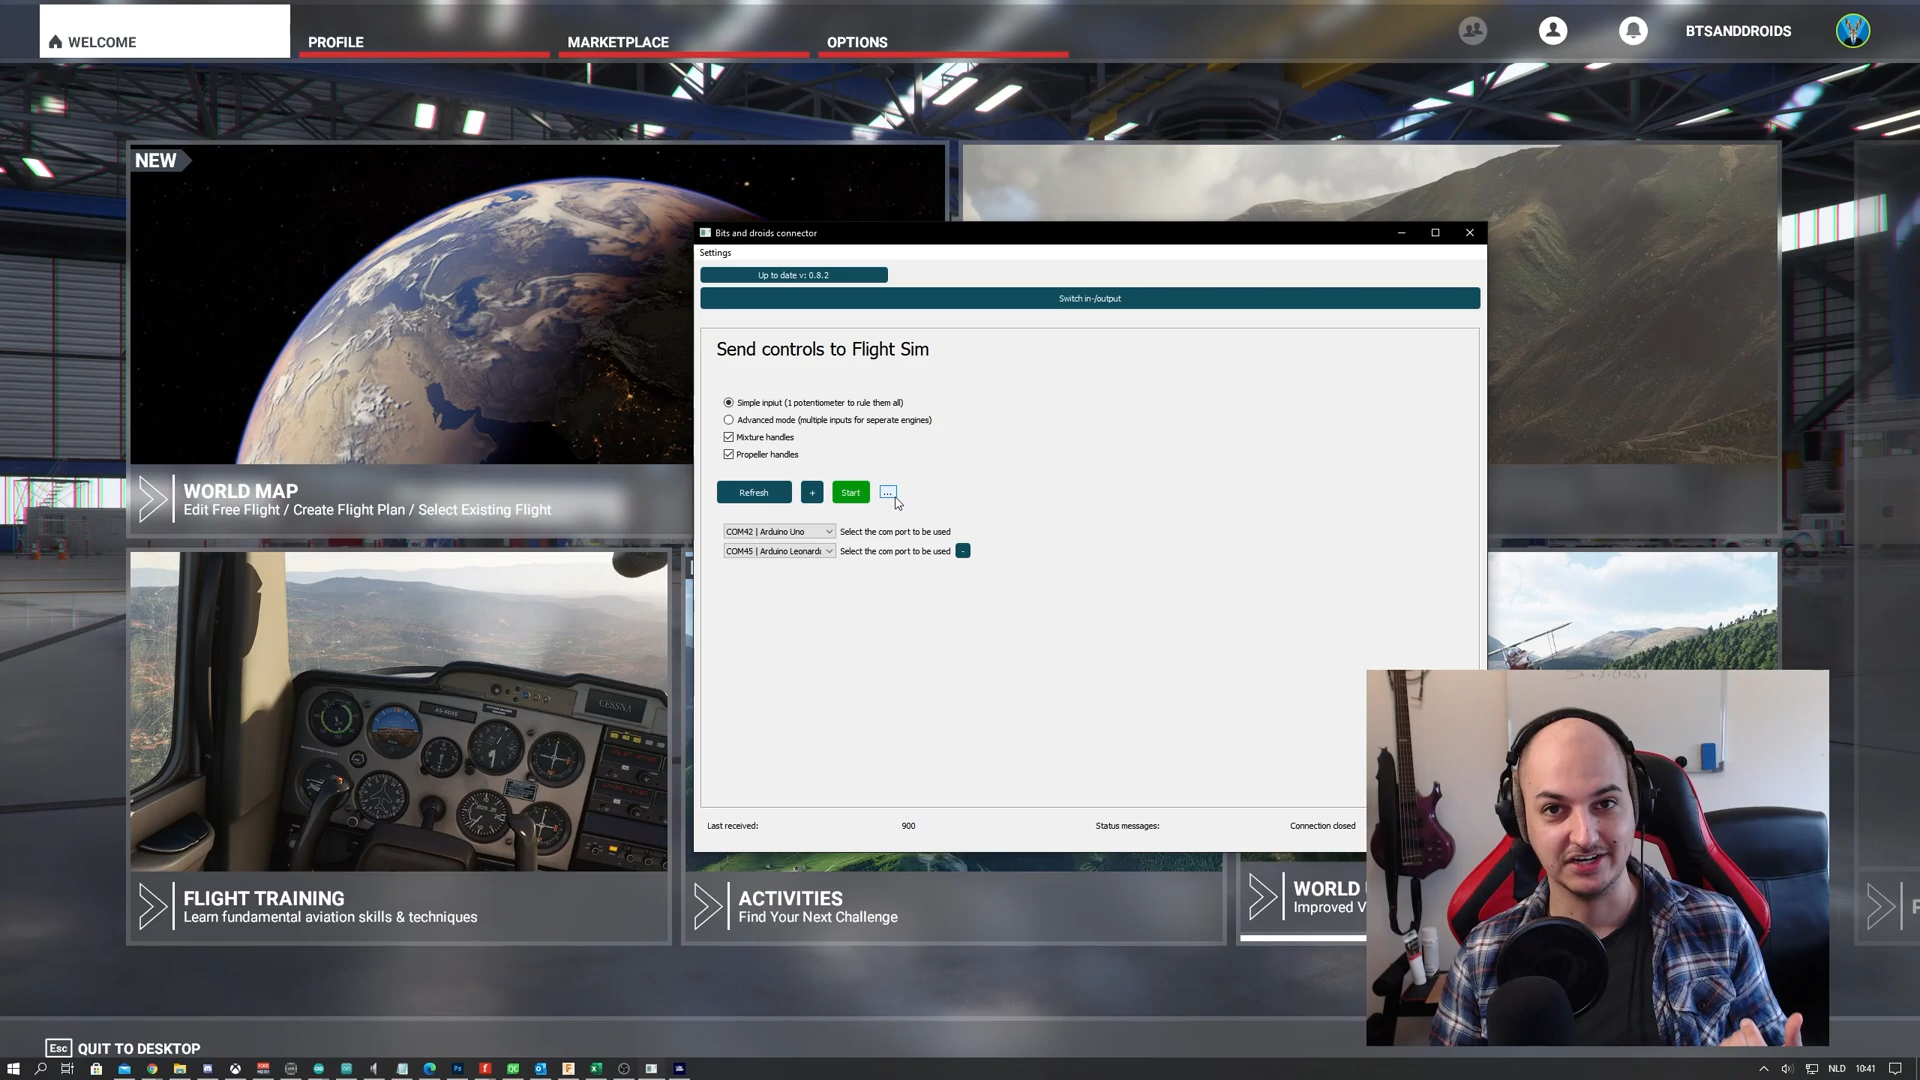 WELCOME
PROFILE
MARKETPLACE
OPTIONS
BTSANDDROIDS
NEW
WORLD MAP
Edit Free Flight / Create Flight Plan / Select Existing Flight
Bits and droids connector
Settings
Up to date v: 0.8.2
Switch in-/output
Send controls to Flight Sim
Simple inpiut (1 potentiometer to rule them all)
Advanced mode (multiple inputs for seperate engines)
Mixture handles
Propeller handles
Refresh
+
Start
...
COM42 | Arduino Uno
Select the com port to be used
COM45 | Arduino Leonardo
Select the com port to be used
-
Last received:
900
Status messages:
Connection closed
CESSNA
FLIGHT TRAINING
Learn fundamental aviation skills & techniques
ACTIVITIES
Find Your Next Challenge
WORLD
Improved V
Esc QUIT TO DESKTOP
NLD
10:41